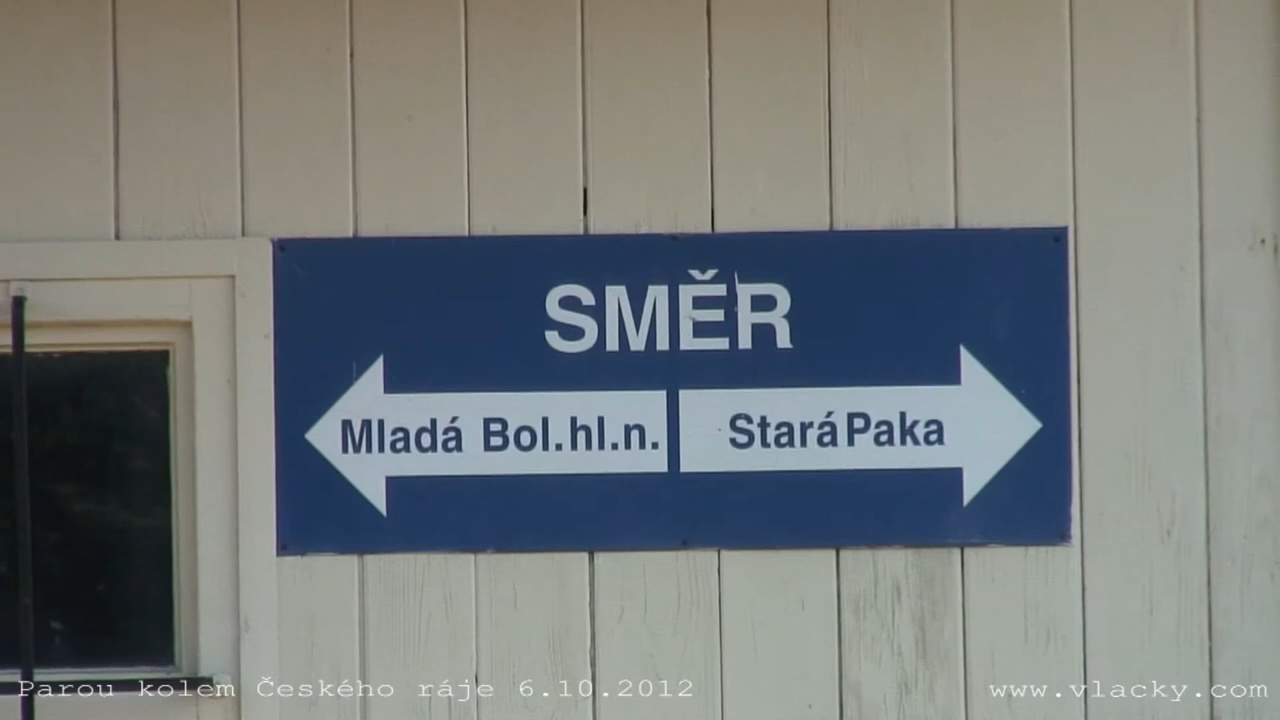 SMĚR
Mladá Bol.hl.n.
Stará Paka
Parou kolem Českého ráje 6.10.2012
www.vlacky.com